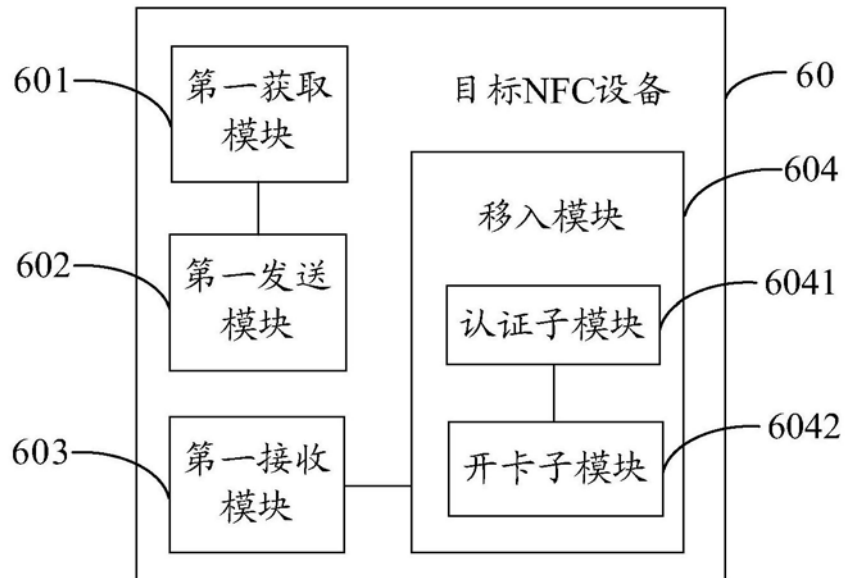 601
第一获取
模块
目标NFC设备
60
602
第一发送
模块
移入模块
604
认证子模块
6041
603
第一接收
模块
开卡子模块
6042